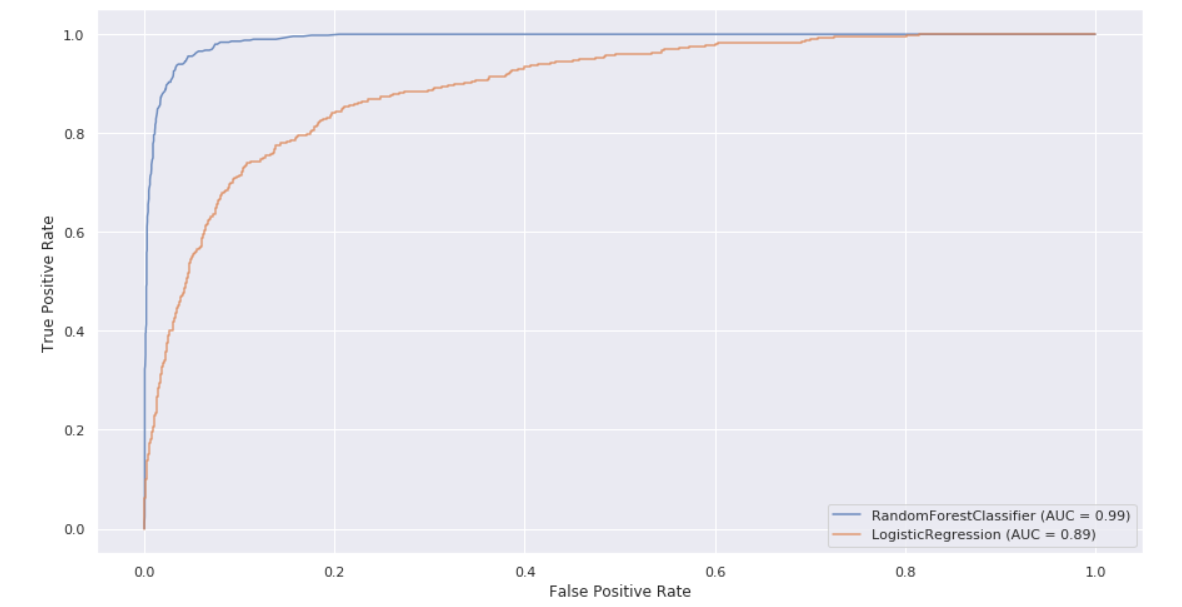 1.0
0.8
0.6
0.4
0.2
0.0
True Positive Rate
RandomForestClassifier (AUC = 0.99)
LogisticRegression (AUC = 0.89)
0.0 0.2 0.4 0.6 0.8 1.0
False Positive Rate